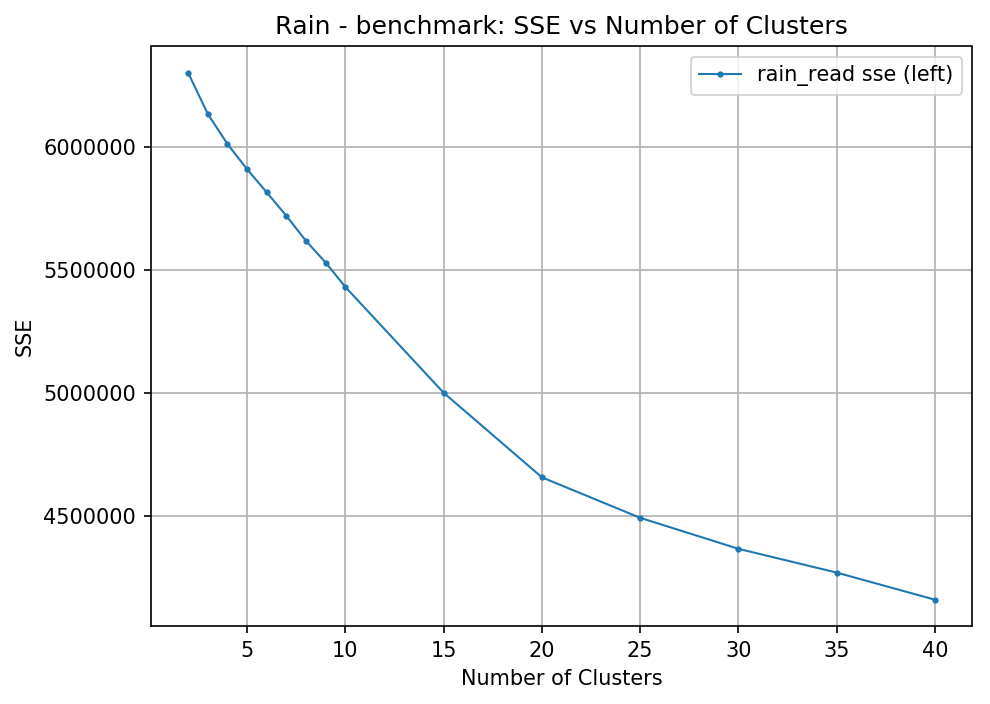 Rain - benchmark: SSE vs Number of Clusters
rain_read sse (left)
6000000
5500000
5000000
4500000
SSE
5 10 15 20 25 30 35 40
Number of Clusters